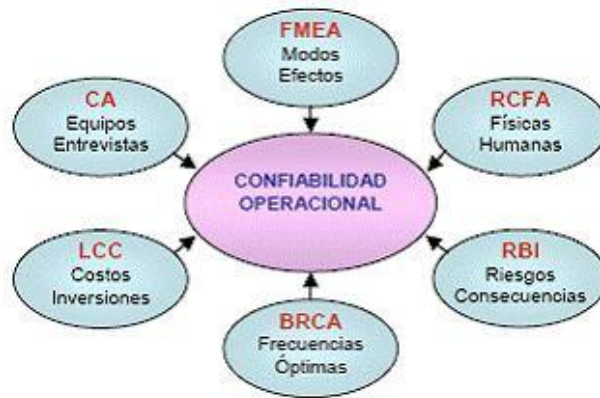 FMEA
Modos
Efectos
CA
Equipos
Entrevistas
RCFA
Físicas
Humanas
CONFIABILIDAD
OPERACIONAL
LCC
Costos
Inversiones
RBI
Riesgos
Consecuencias
BRCA
Frecuencias
Óptimas